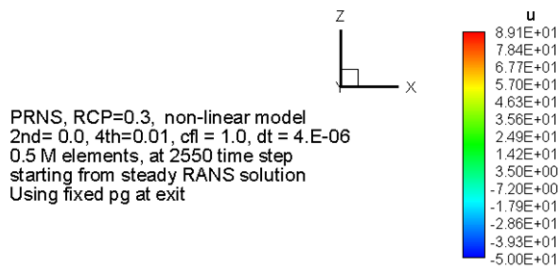 Z
X
Y
u
8.91E+01
7.84E+01
6.77E+01
5.70E+01
4.63E+01
3.56E+01
2.49E+01
1.42E+01
3.50E+00
-7.20E+00
-1.79E+01
-2.86E+01
-3.93E+01
-5.00E+01
PRNS, RCP=0.3, non-linear model
2nd= 0.0, 4th=0.01, cfl = 1.0, dt = 4.E-06
0.5 M elements, at 2550 time step
starting from steady RANS solution
Using fixed pg at exit